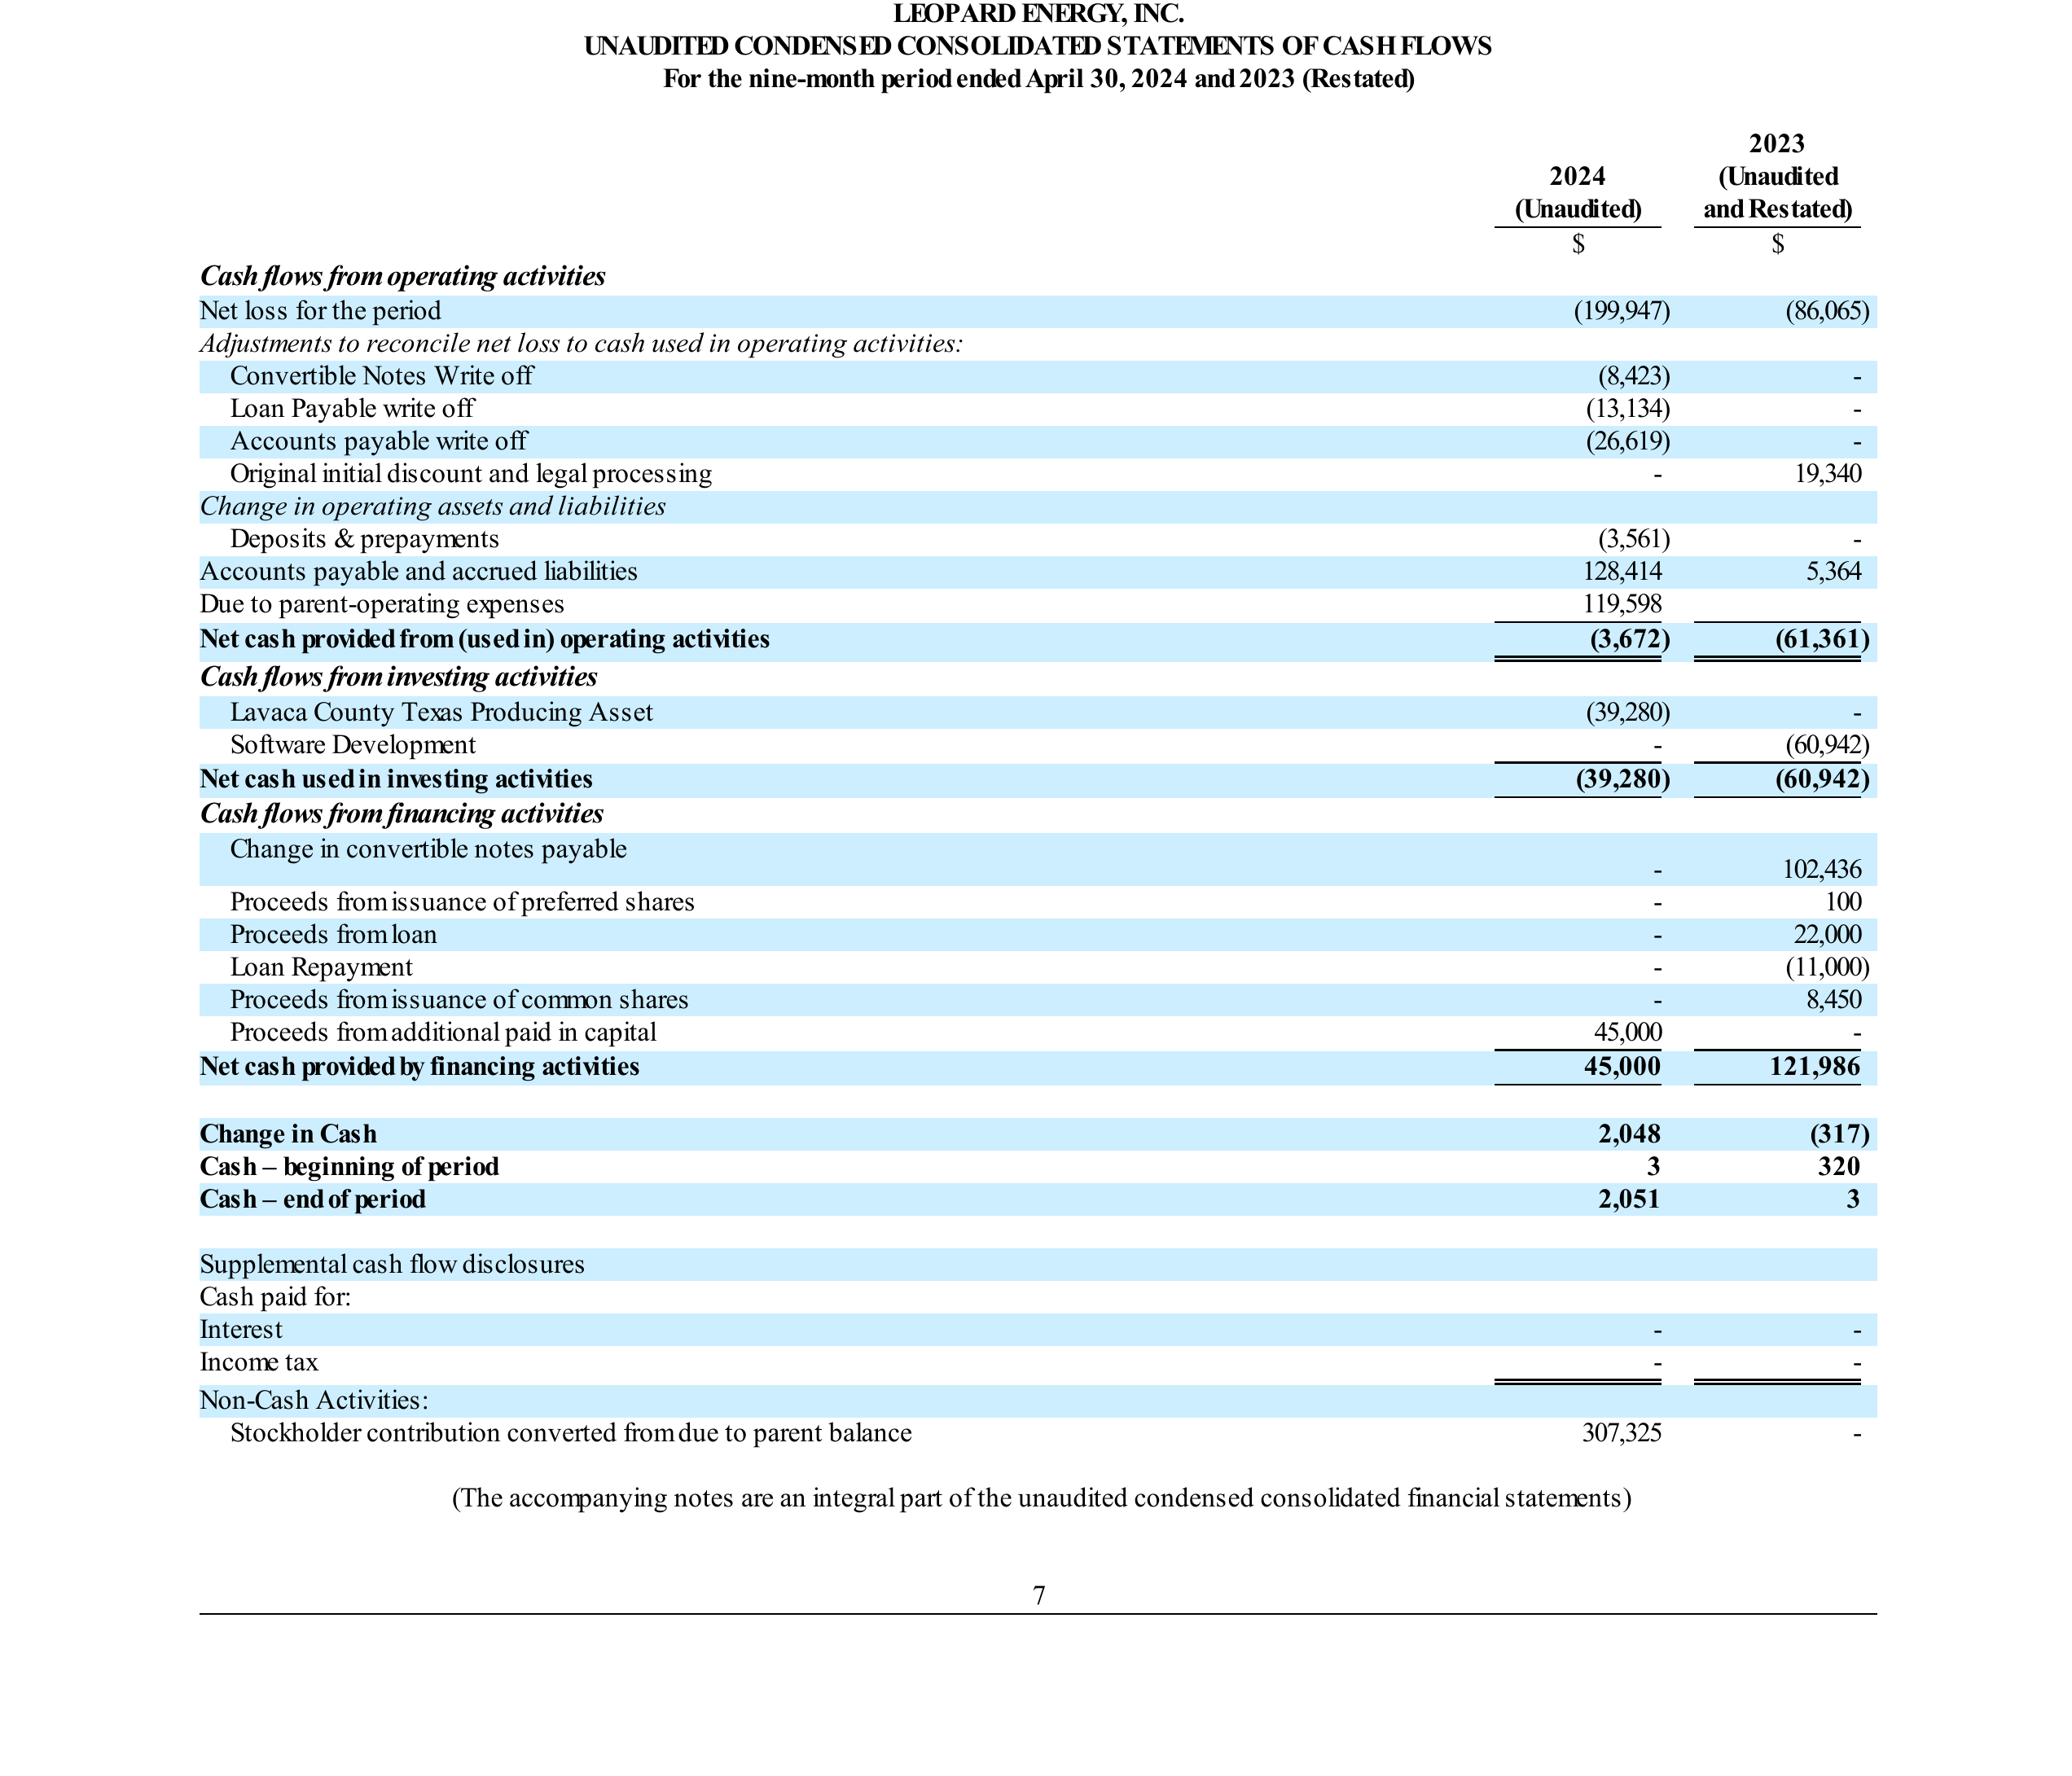 LEOPARD ENERGY, INC.
UNAUDITED CONDENSED CONSOLIDATED STATEMENTS OF CASH FLOWS
For the nine-month period ended April 30, 2024 and 2023 (Restated)
2023
2024 (Unaudited
(Unaudited) and Restated)
$ $
Cash flows from operating activities
Net loss for the period (199,947) (86,065)
Adjustments to reconcile net loss to cash used in operating activities:
Convertible Notes Write off (8,423) -
Loan Payable write off (13,134) -
Accounts payable write off (26,619) -
Original initial discount and legal processing - 19,340
Change in operating assets and liabilities
Deposits & prepayments (3,561) -
Accounts payable and accrued liabilities 128,414 5,364
Due to parent-operating expenses 119,598
Net cash provided from (used in) operating activities (3,672) (61,361)
Cash flows from investing activities
Lavaca County Texas Producing Asset (39,280) -
Software Development - (60,942)
Net cash used in investing activities (39,280) (60,942)
Cash flows from financing activities
Change in convertible notes payable - 102,436
Proceeds from issuance of preferred shares - 100
Proceeds from loan - 22,000
Loan Repayment - (11,000)
Proceeds from issuance of common shares - 8,450
Proceeds from additional paid in capital 45,000 -
Net cash provided by financing activities 45,000 121,986
Change in Cash 2,048 (317)
Cash – beginning of period 3 320
Cash – end of period 2,051 3
Supplemental cash flow disclosures
Cash paid for:
Interest - -
Income tax - -
Non-Cash Activities:
Stockholder contribution converted from due to parent balance 307,325 -
(The accompanying notes are an integral part of the unaudited condensed consolidated financial statements)
7